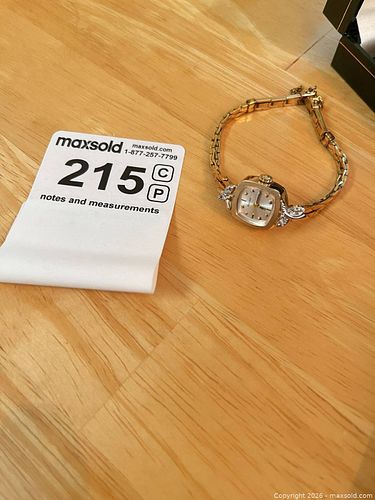 maxsold maxsold.com
1-877-257-7799
215 C
P
notes and measurements
Copyright 2026 - maxsold.com